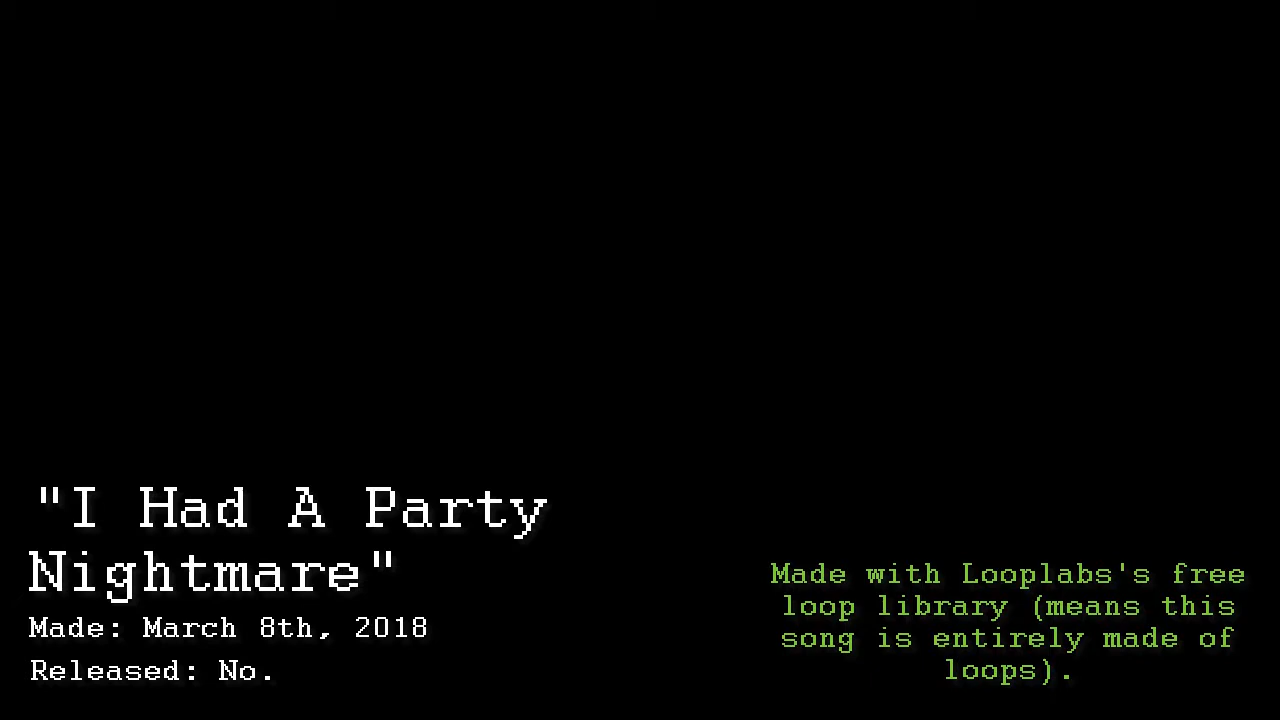 "I Had A Party
Nightmare"
Made: March 8th, 2018
Released: No.
Made with Looplabs's free
loop library (means this
song is entirely made of
loops).